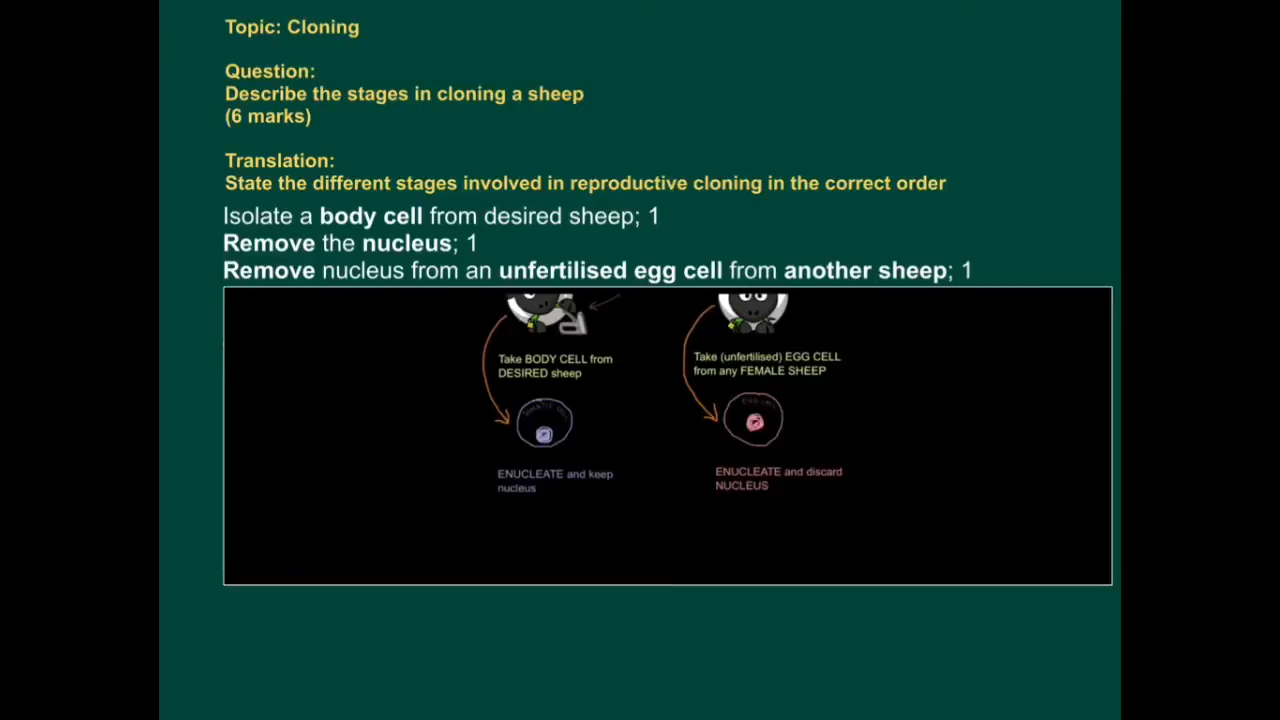 Topic: Cloning
Question:
Describe the stages in cloning a sheep
(6 marks)
Translation:
State the different stages involved in reproductive cloning in the correct order
Isolate a body cell from desired sheep; 1
Remove the nucleus; 1
Remove nucleus from an unfertilised egg cell from another sheep; 1
Take BODY CELL from
DESIRED sheep
Take (unfertilised) EGG CELL
from any FEMALE SHEEP
ENUCLEATE and keep
nucleus
ENUCLEATE and discard
NUCLEUS